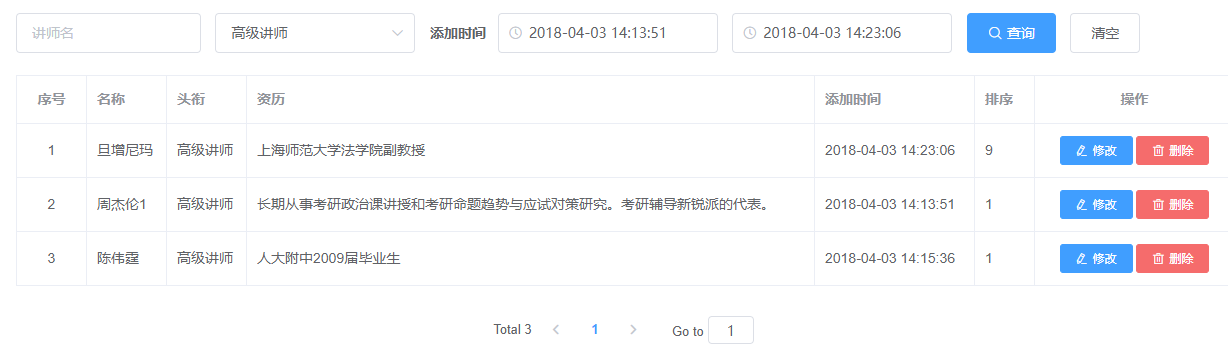 讲师名 高级讲师 添加时间 2018-04-03 14:13:51 2018-04-03 14:23:06 查询 清空
序号 名称 头衔 资历 添加时间 排序 操作
1 旦增尼玛 高级讲师 上海师范大学法学院副教授 2018-04-03 14:23:06 9 修改 删除
2 周杰伦1 高级讲师 长期从事考研政治课讲授和考研命题趋势与应试对策研究。考研辅导新锐派的代表。 2018-04-03 14:13:51 1 修改 删除
3 陈伟霆 高级讲师 人大附中2009届毕业生 2018-04-03 14:15:36 1 修改 删除
Total 3 1 Go to 1